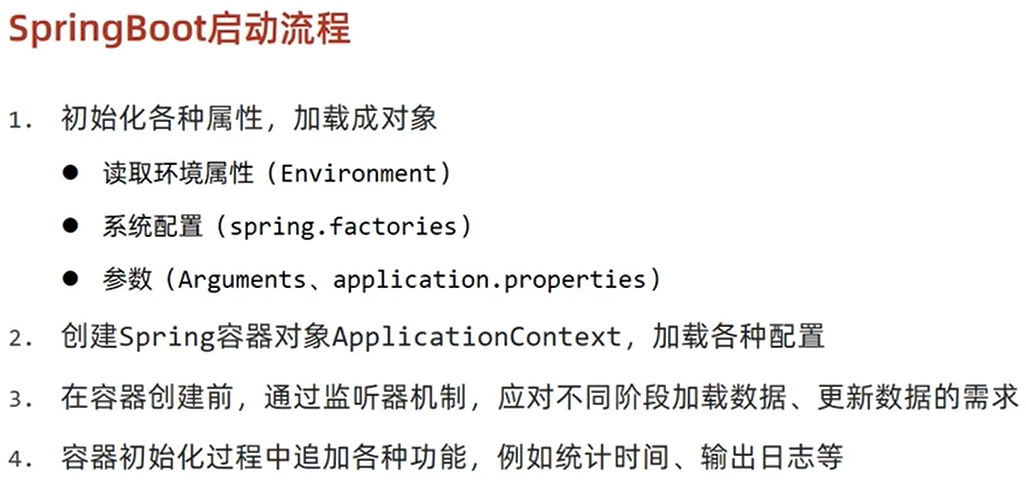 SpringBoot启动流程
1. 初始化各种属性，加载成对象
● 读取环境属性（Environment）
● 系统配置（spring.factories）
● 参数（Arguments、application.properties）
2. 创建Spring容器对象ApplicationContext，加载各种配置
3. 在容器创建前，通过监听器机制，应对不同阶段加载数据、更新数据的需求
4. 容器初始化过程中追加各种功能，例如统计时间、输出日志等